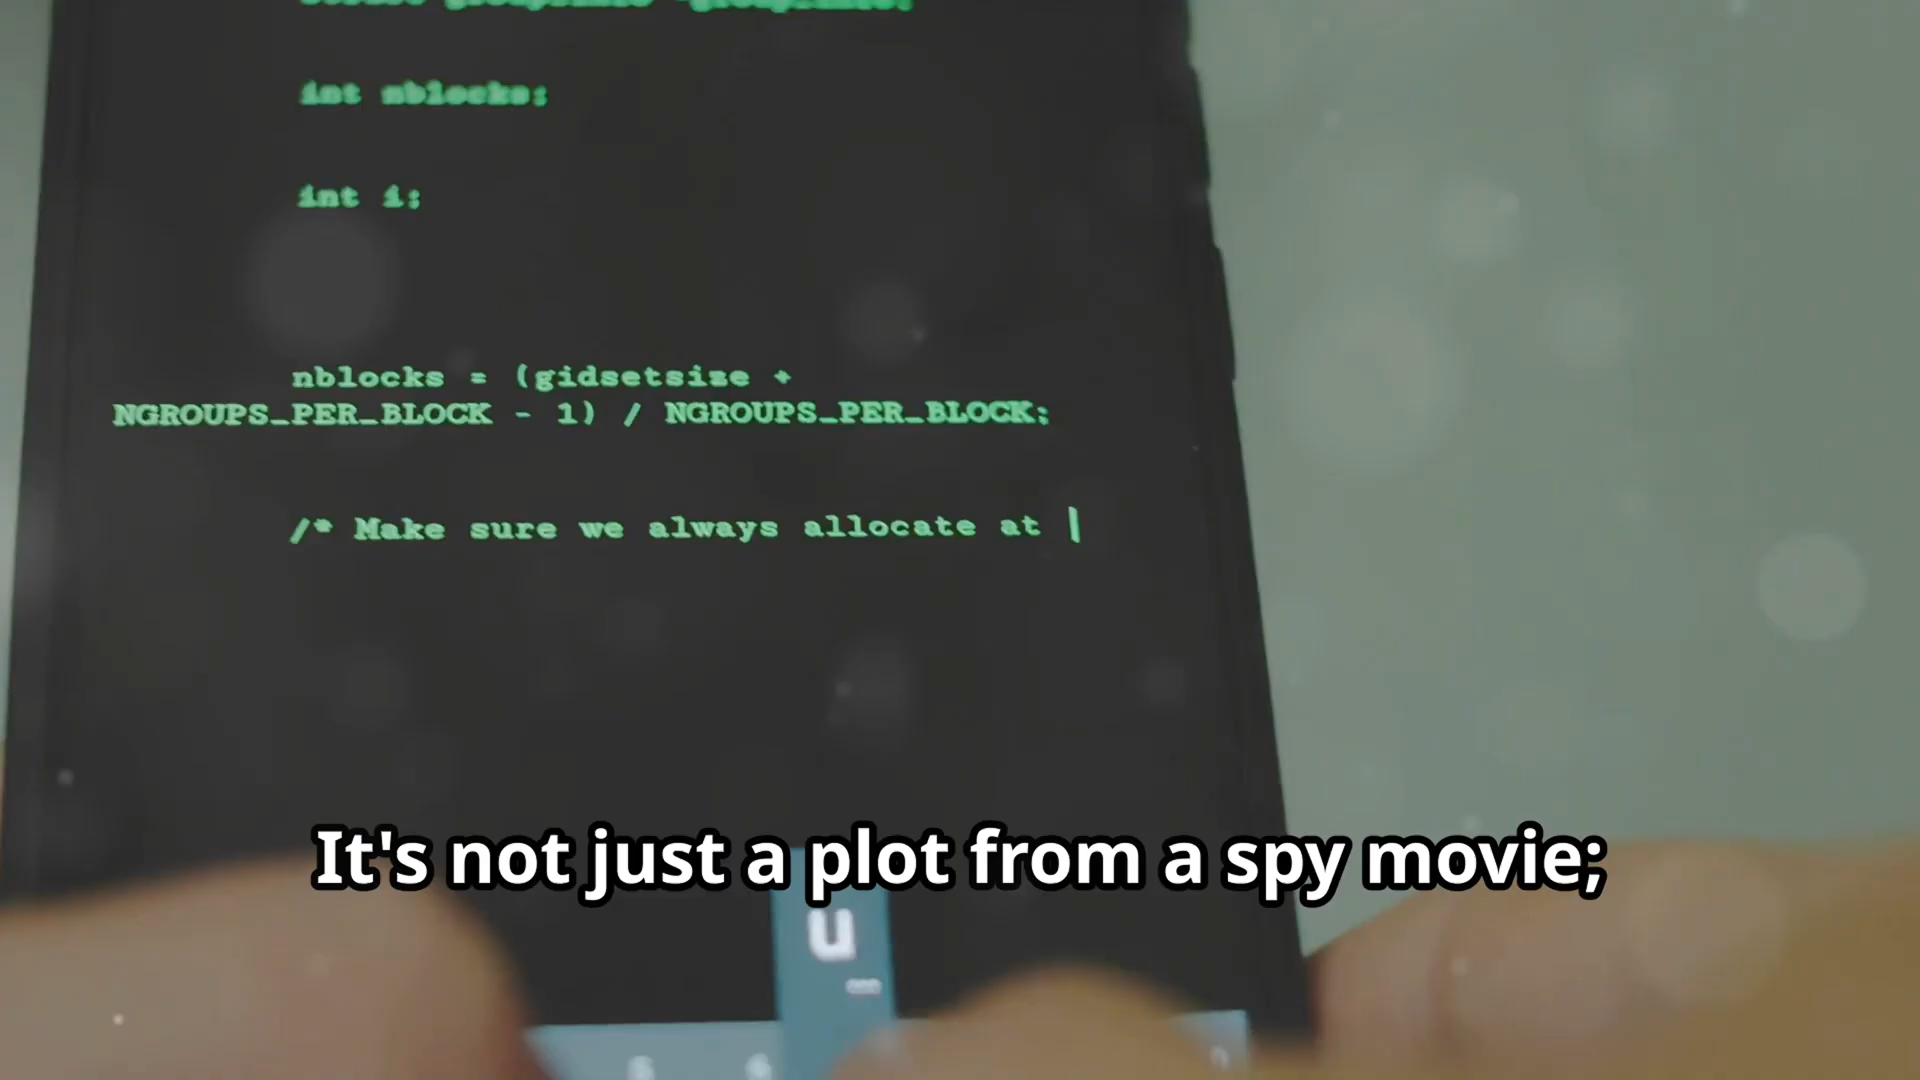 int nblocks;
int i;
nblocks = (gidsetsize +
NGROUPS_PER_BLOCK - 1) / NGROUPS_PER_BLOCK;
/* Make sure we always allocate at
It's not just a plot from a spy movie;
u